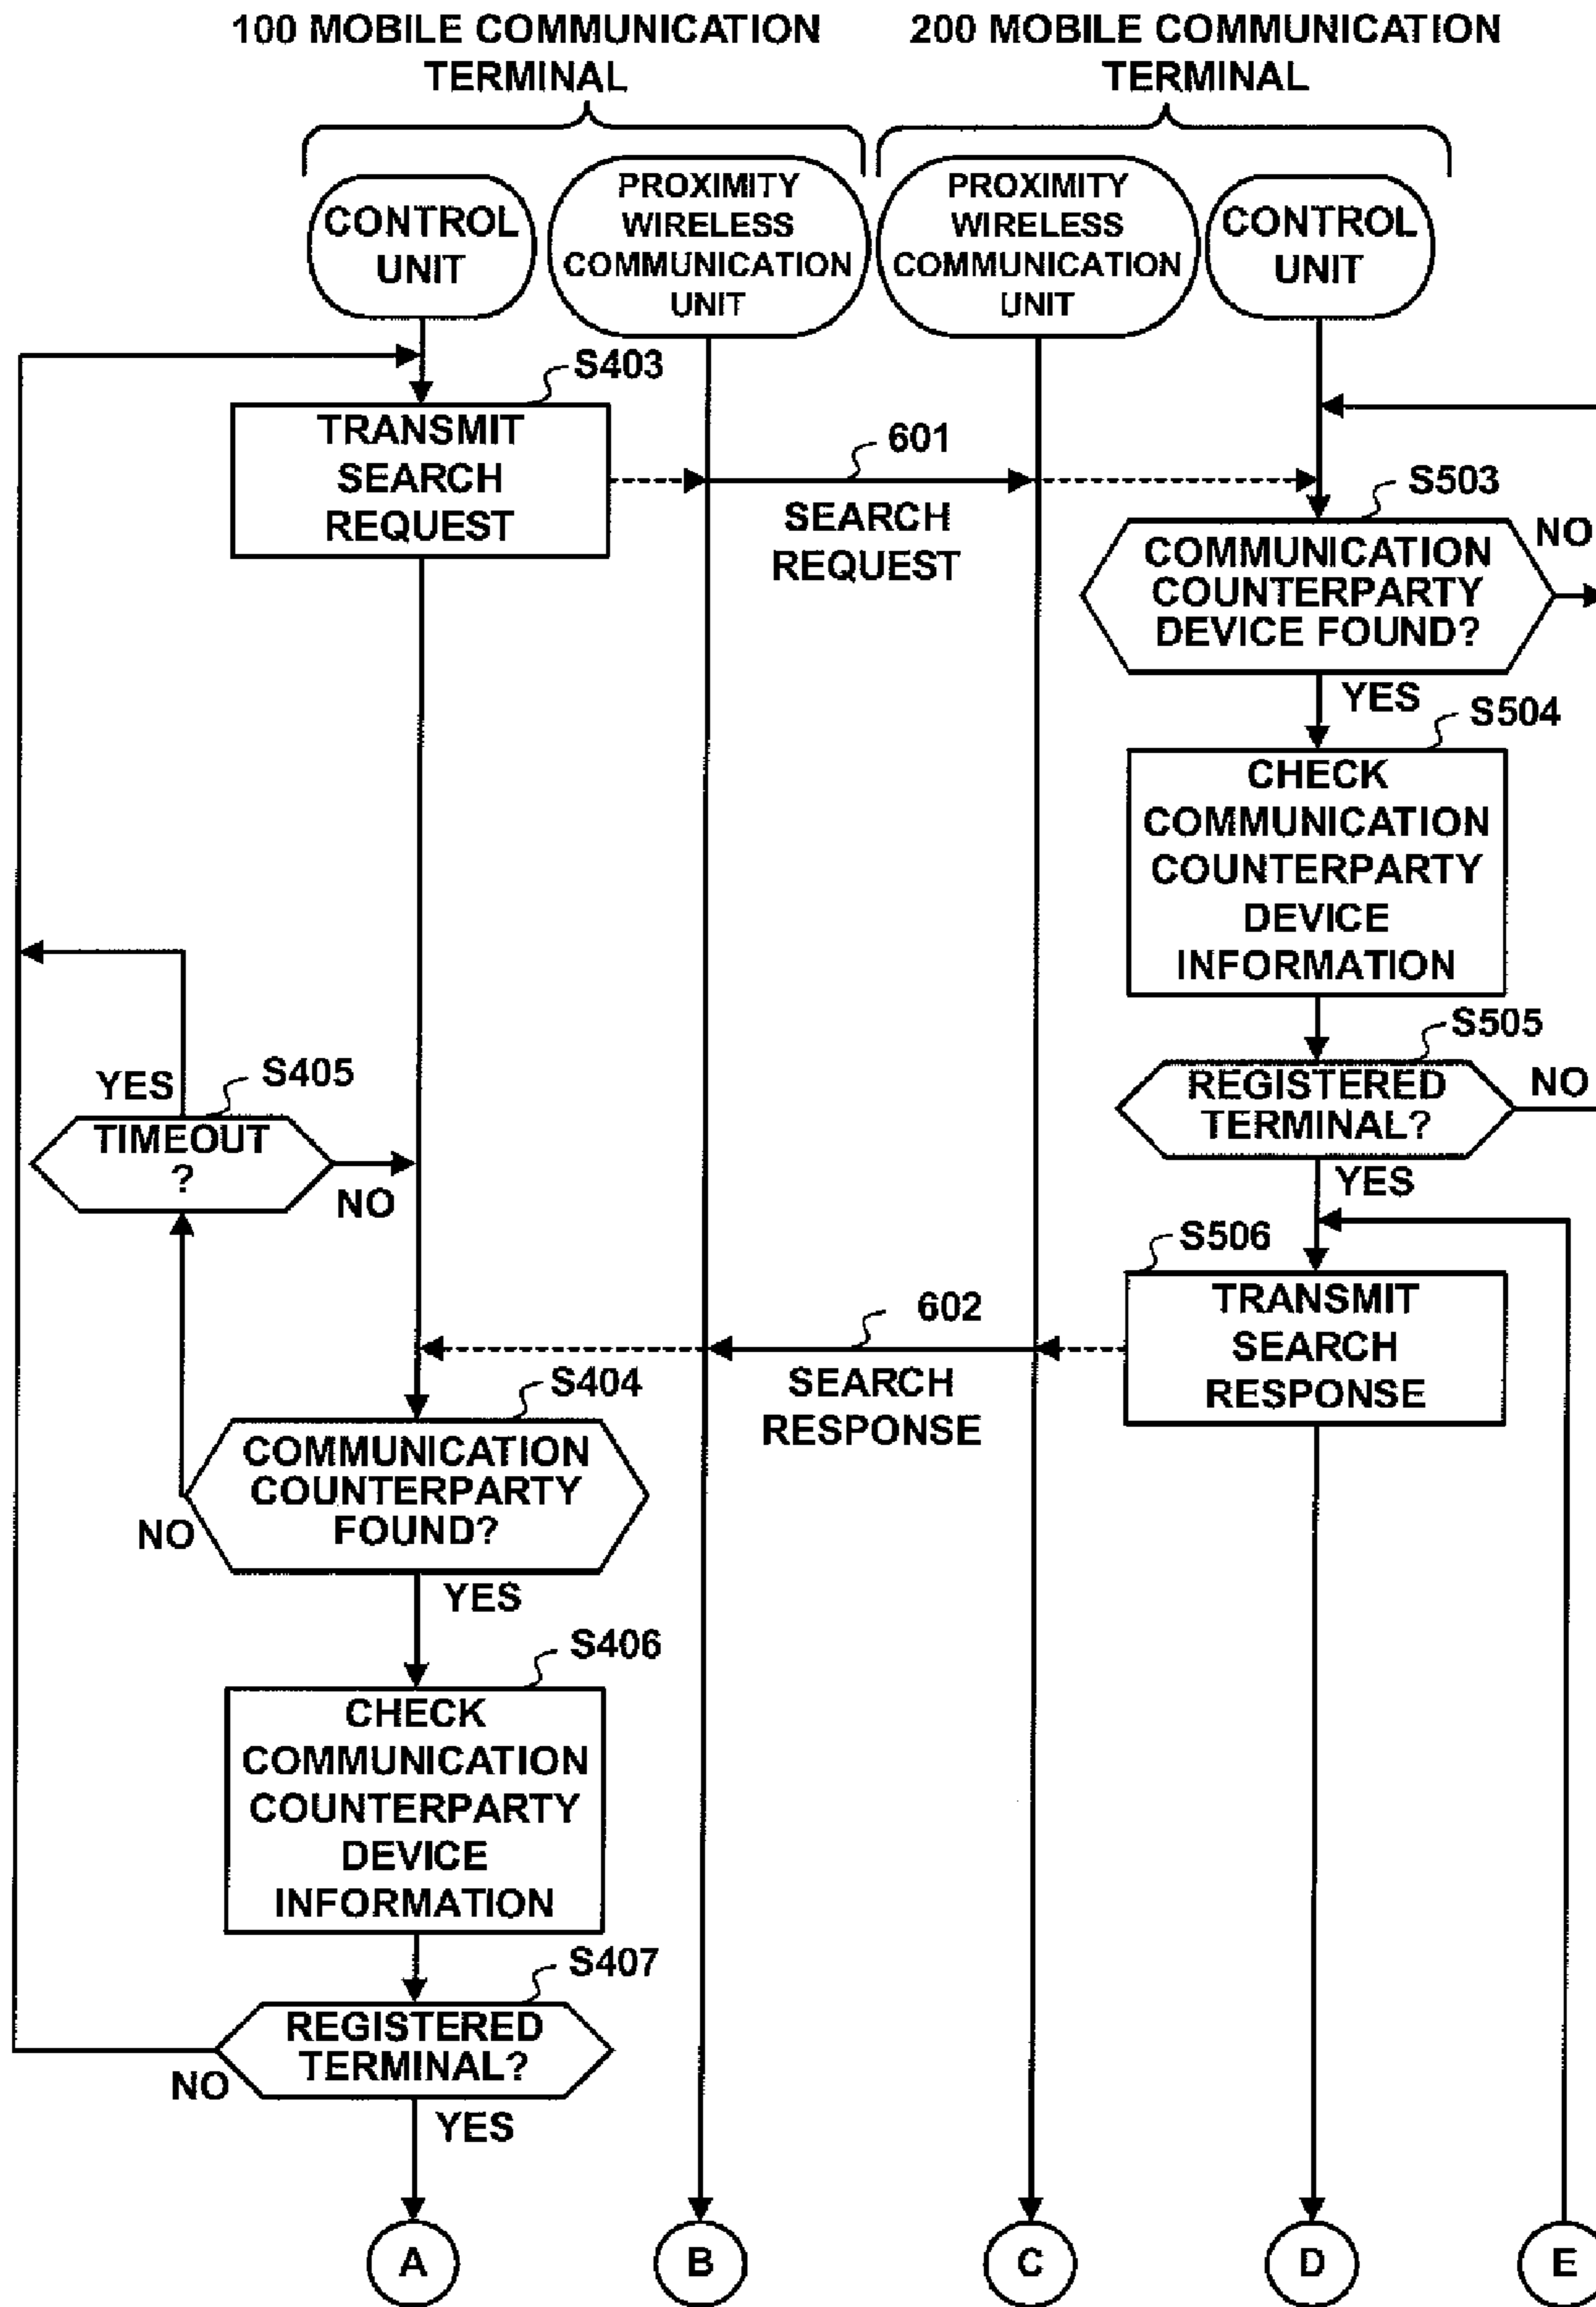 100 MOBILE COMMUNICATION
TERMINAL
200 MOBILE COMMUNICATION
TERMINAL
CONTROL
UNIT
PROXIMITY
WIRELESS
COMMUNICATION
UNIT
PROXIMITY
WIRELESS
COMMUNICATION
UNIT
CONTROL
UNIT
S403
TRANSMIT
SEARCH
REQUEST
601
SEARCH
REQUEST
S503
COMMUNICATION
COUNTERPARTY
DEVICE FOUND?
NO
YES
S504
CHECK
COMMUNICATION
COUNTERPARTY
DEVICE
INFORMATION
S505
REGISTERED
TERMINAL?
NO
YES
S405
YES
TIMEOUT
?
NO
S506
TRANSMIT
SEARCH
RESPONSE
602
SEARCH
RESPONSE
S404
COMMUNICATION
COUNTERPARTY
FOUND?
NO
YES
S406
CHECK
COMMUNICATION
COUNTERPARTY
DEVICE
INFORMATION
S407
REGISTERED
TERMINAL?
NO
YES
A
B
C
D
E